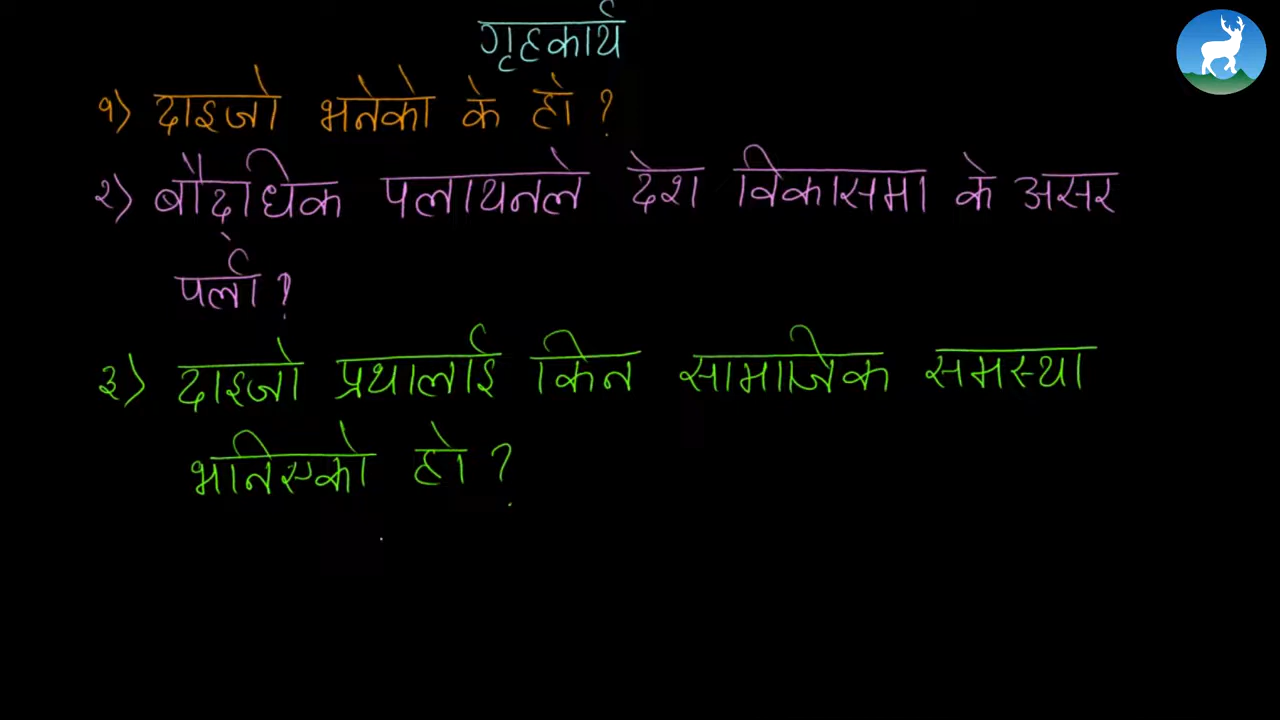 गृहकार्य
१) दाइजो भनेको के हो ?
२) बौद्धिक पलायनले देश विकासमा के असर
पर्ला ?
३) दाइजो प्रथालाई किन सामाजिक समस्या
भनिएको हो ?